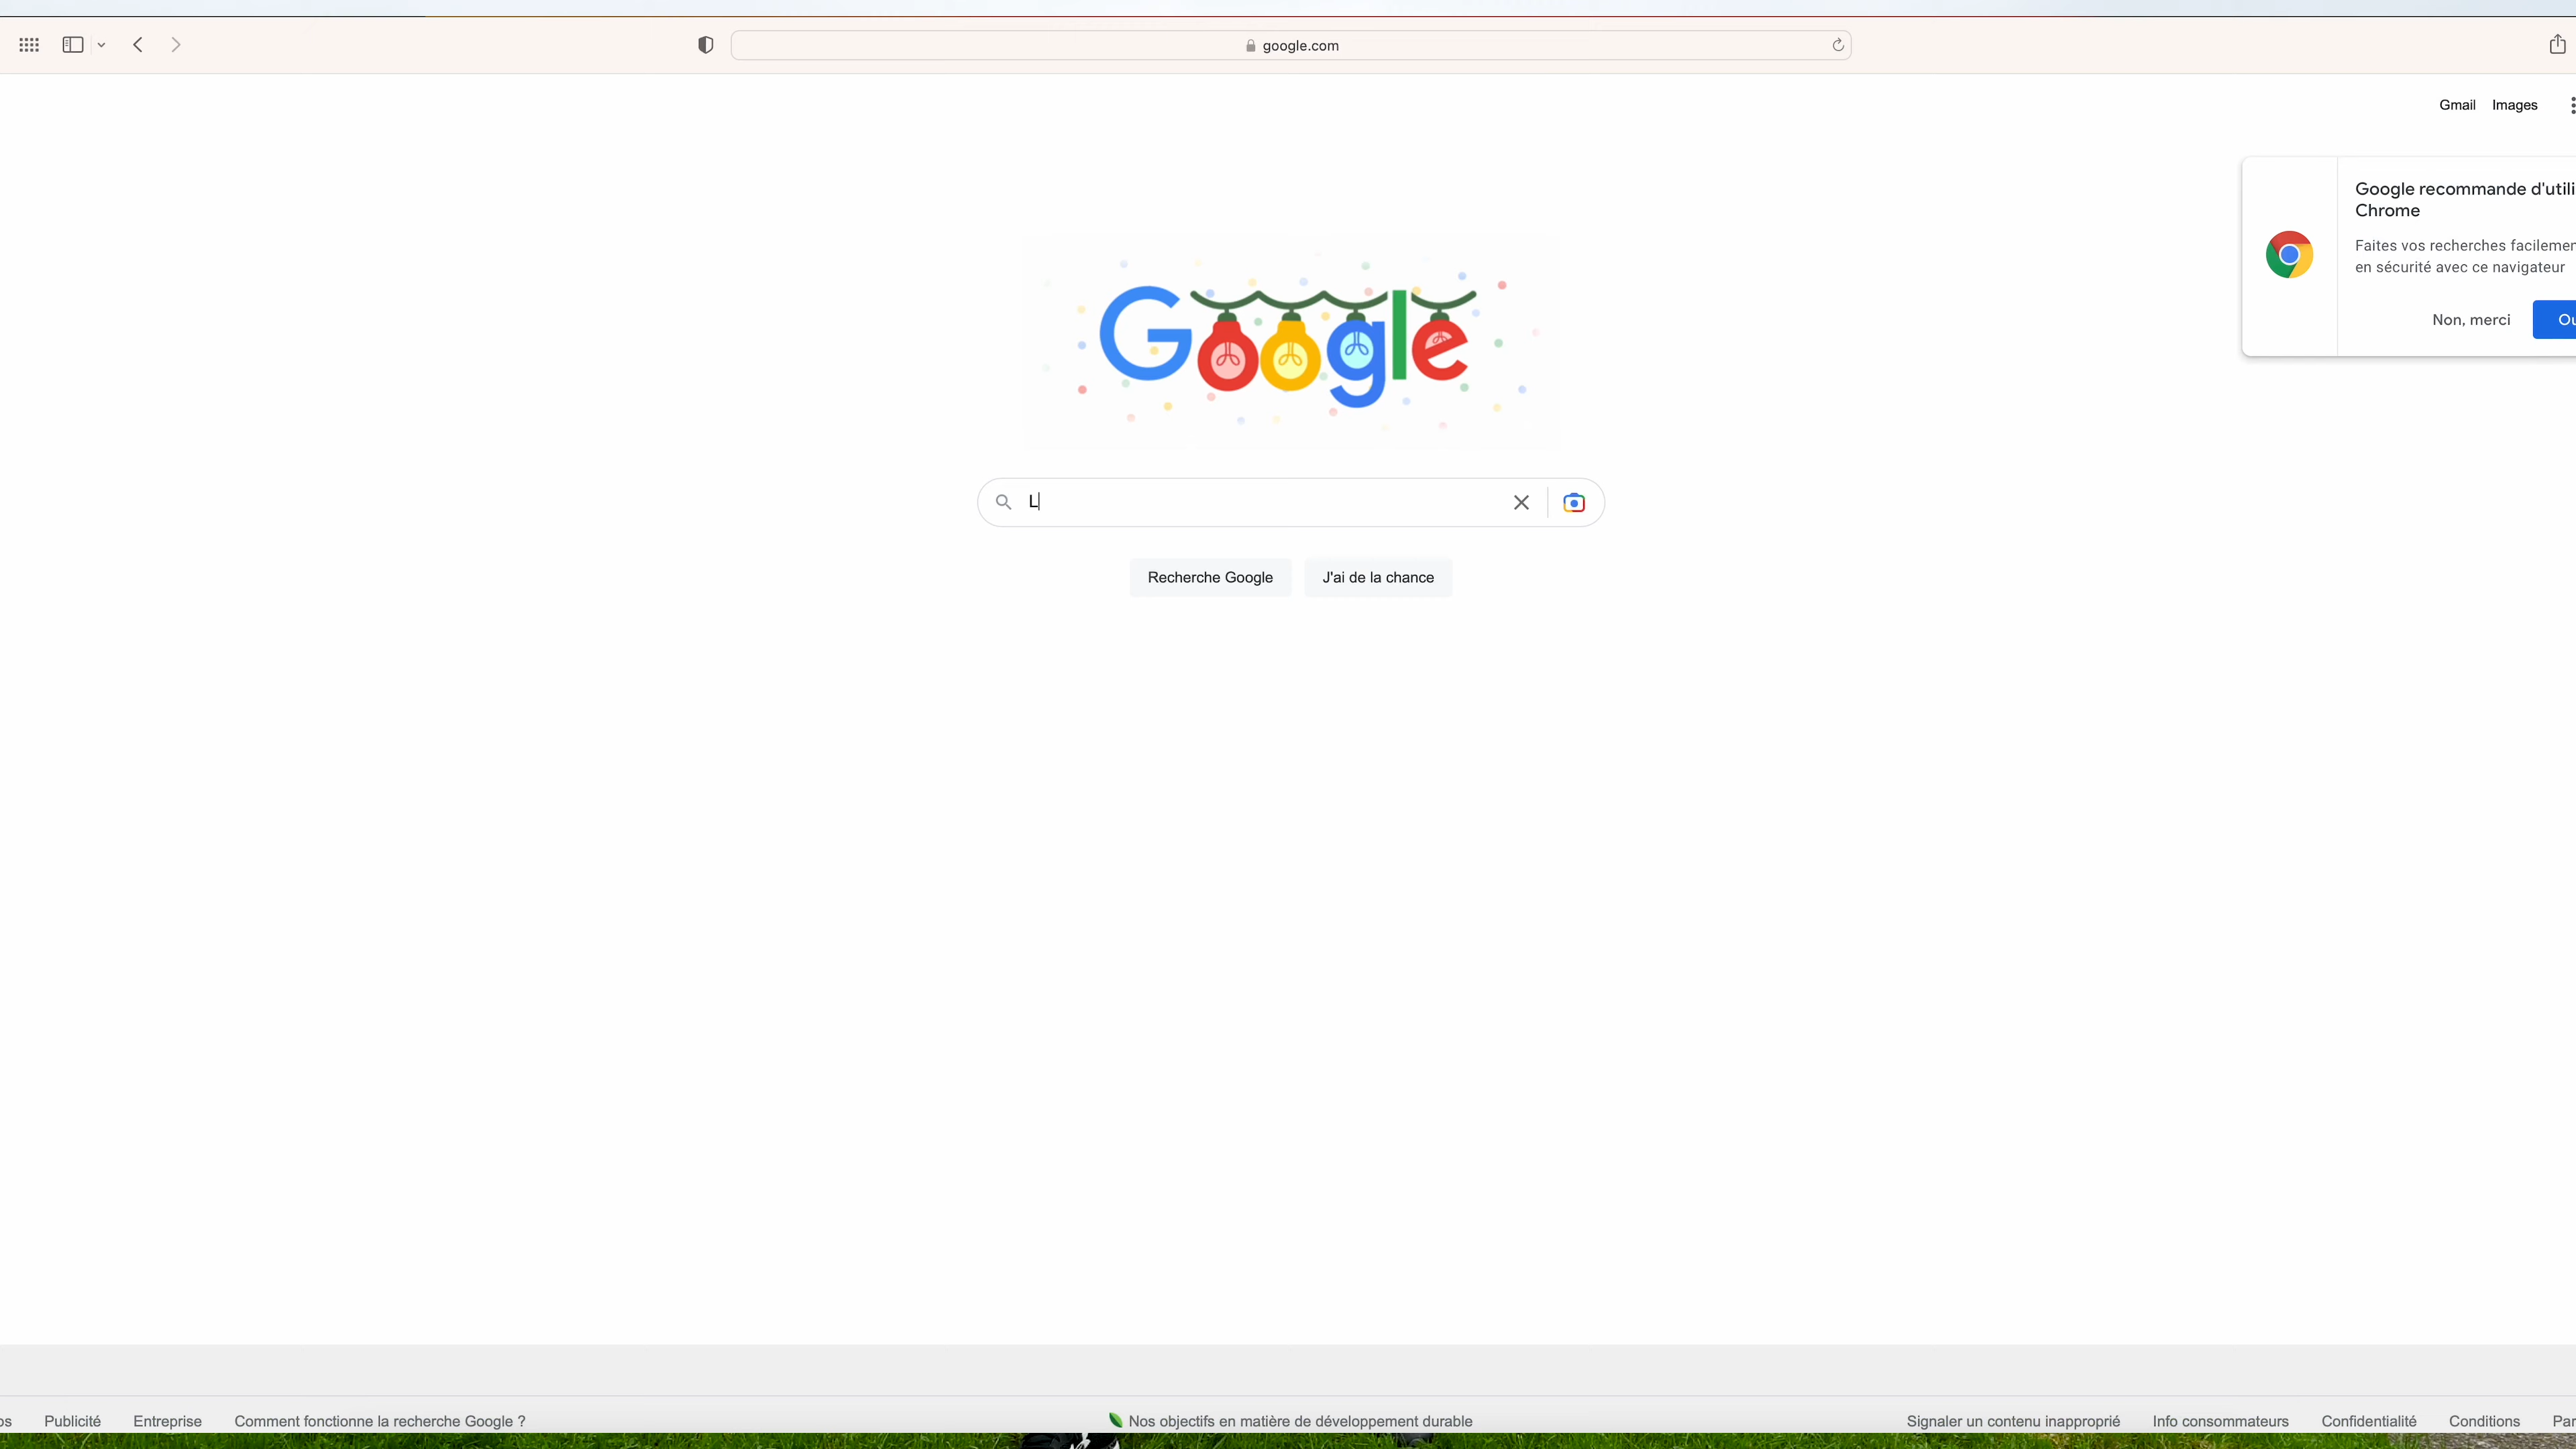 google.com
Gmail Images
Google recommande d'utili
Chrome
Faites vos recherches facilemen
en sécurité avec ce navigateur
Non, merci Ou
Google
L
Recherche Google J'ai de la chance
os Publicité Entreprise Comment fonctionne la recherche Google ? Nos objectifs en matière de développement durable Signaler un contenu inapproprié Info consommateurs Confidentialité Conditions Par